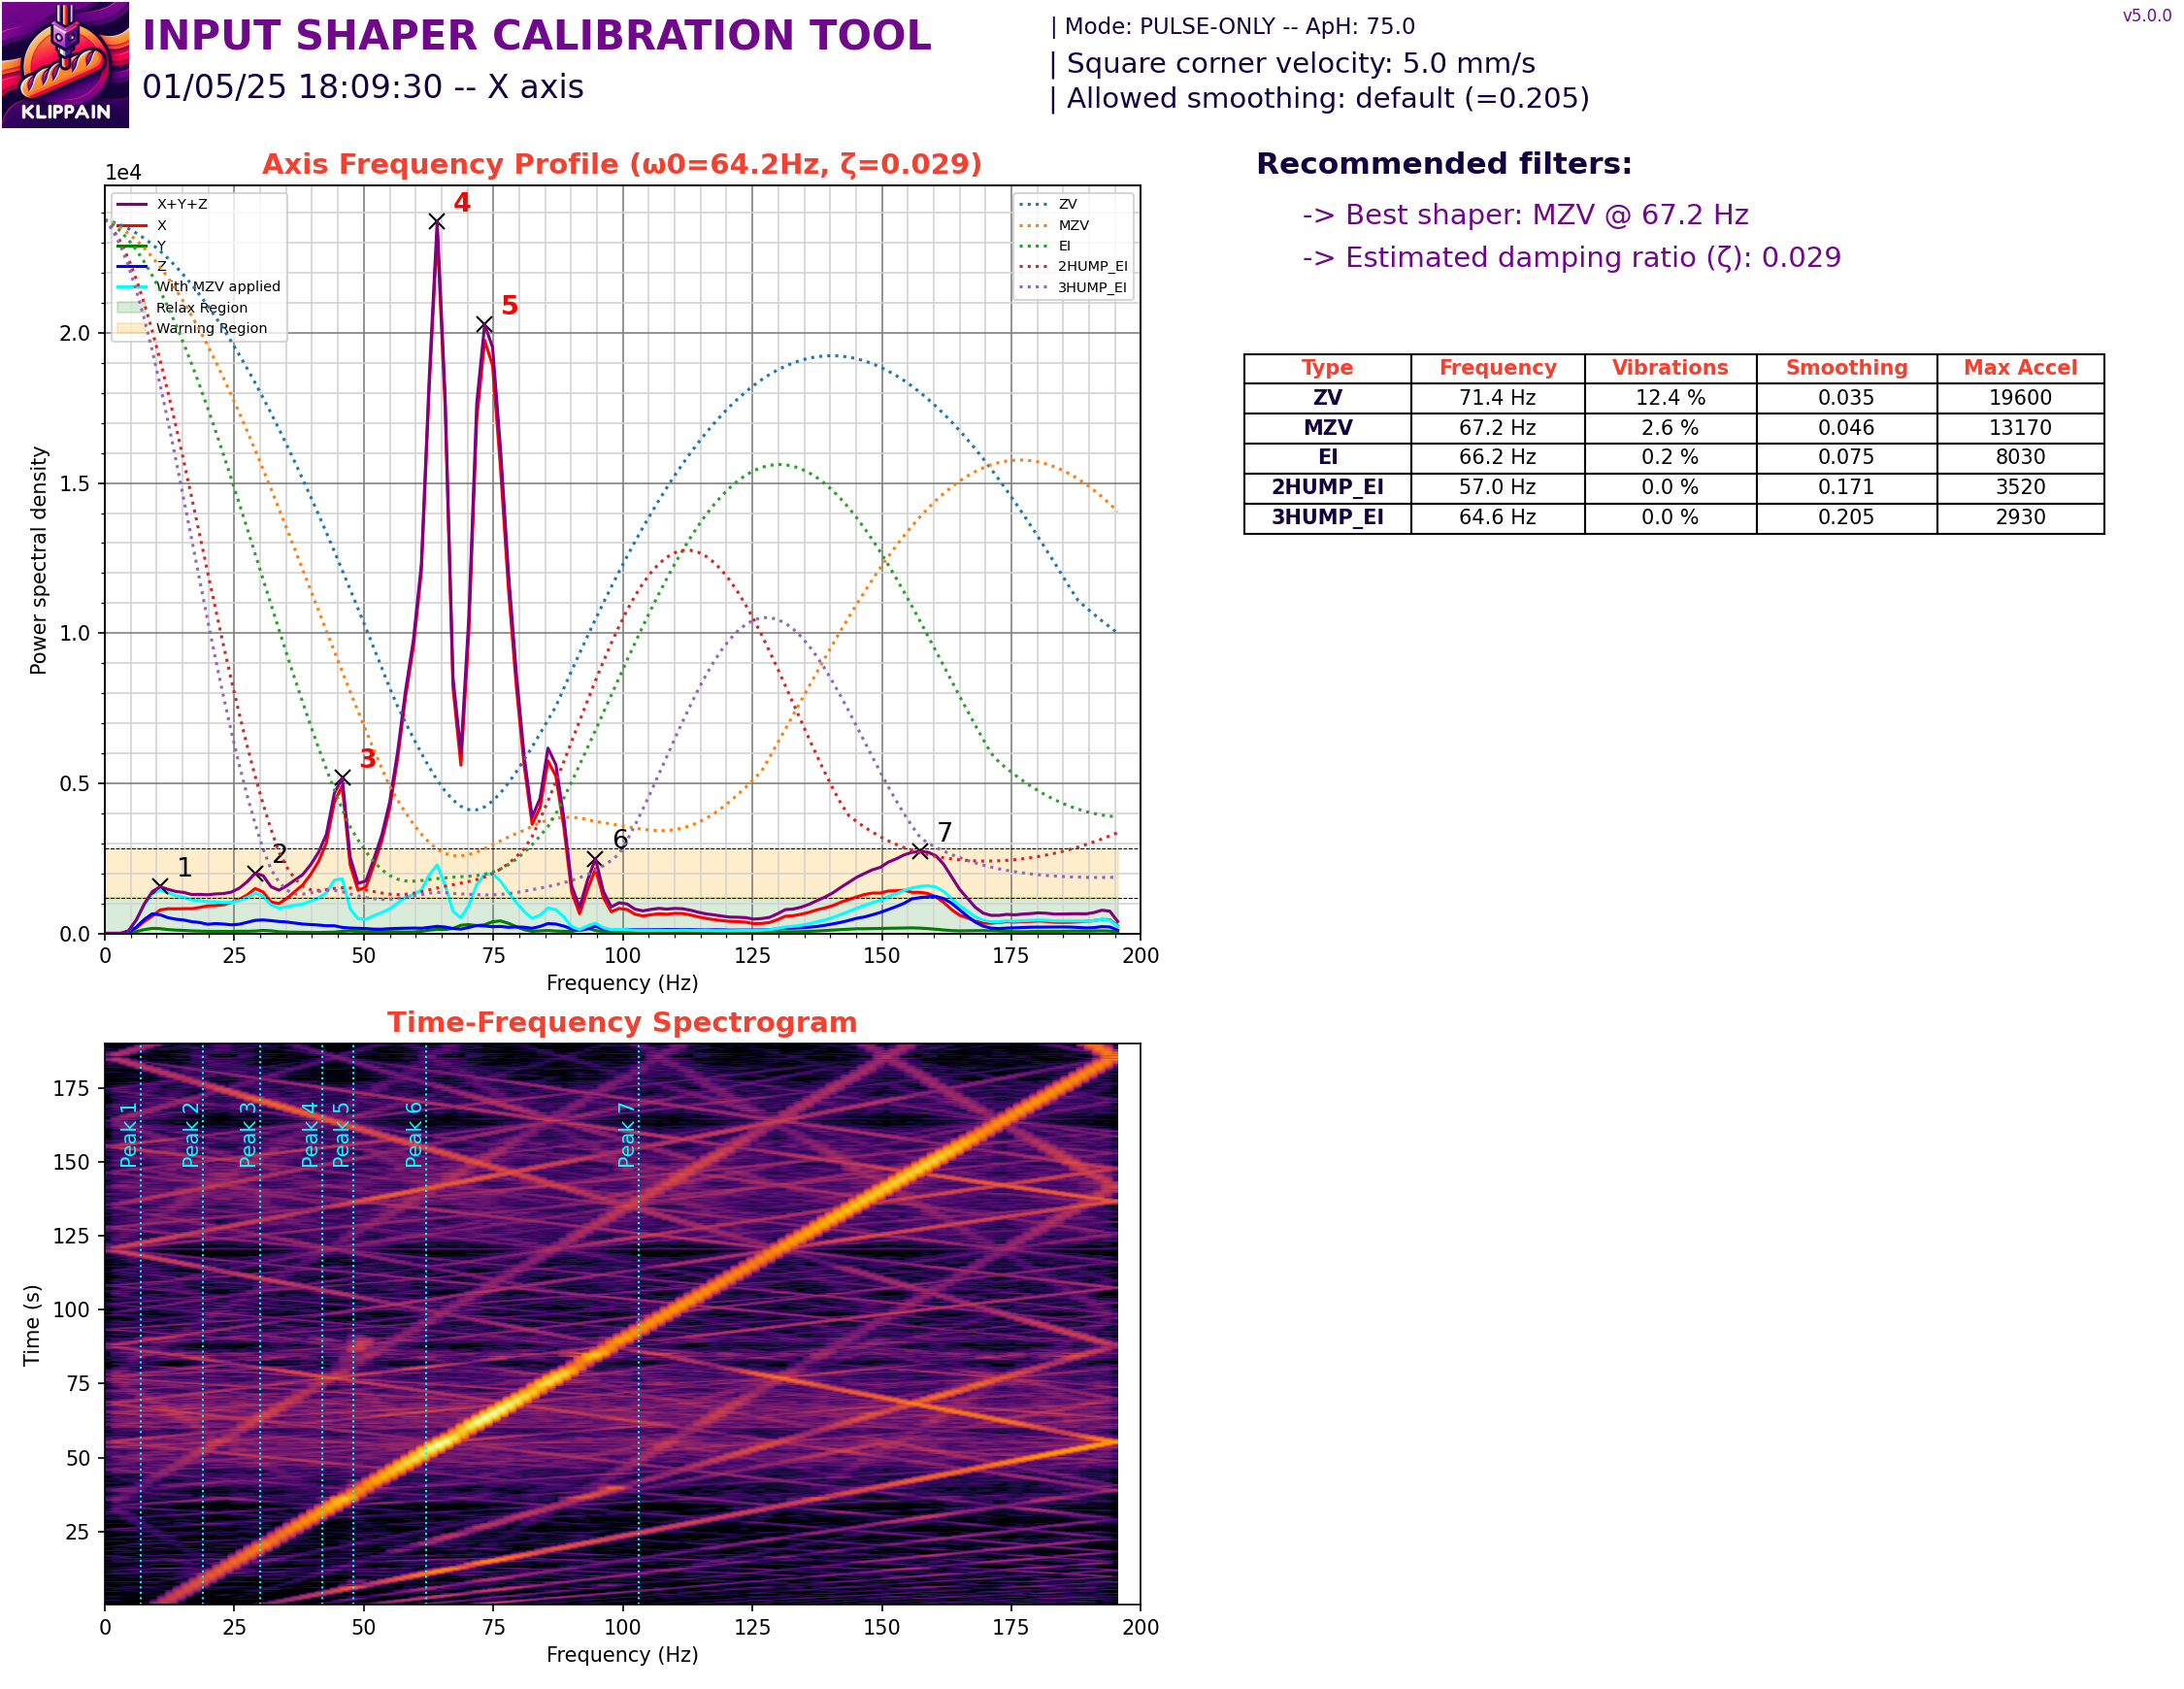 KLIPPAIN
INPUT SHAPER CALIBRATION TOOL
01/05/25 18:09:30 -- X axis
| Mode: PULSE-ONLY -- ApH: 75.0
| Square corner velocity: 5.0 mm/s
| Allowed smoothing: default (=0.205)
v5.0.0
Axis Frequency Profile (ω0=64.2Hz, ζ=0.029)
1e4
X+Y+Z
X
Y
Z
With MZV applied
Relax Region
Warning Region
ZV
MZV
EI
2HUMP_EI
3HUMP_EI
1
2
3
4
5
6
7
Power spectral density
2.0
1.5
1.0
0.5
0.0
0 25 50 75 100 125 150 175 200
Frequency (Hz)
Recommended filters:
-> Best shaper: MZV @ 67.2 Hz
-> Estimated damping ratio (ζ): 0.029
Type Frequency Vibrations Smoothing Max Accel
ZV 71.4 Hz 12.4 % 0.035 19600
MZV 67.2 Hz 2.6 % 0.046 13170
EI 66.2 Hz 0.2 % 0.075 8030
2HUMP_EI 57.0 Hz 0.0 % 0.171 3520
3HUMP_EI 64.6 Hz 0.0 % 0.205 2930
Time-Frequency Spectrogram
Peak 1
Peak 2
Peak 3
Peak 4
Peak 5
Peak 6
Peak 7
Time (s)
175
150
125
100
75
50
25
0 25 50 75 100 125 150 175 200
Frequency (Hz)